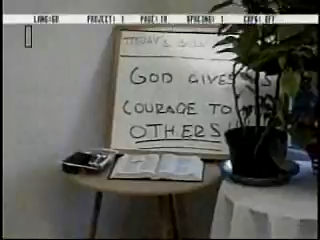 LANG:60 PROJECT: 1 PAGE:10 SPACING: 1 CAPS: OFF
TODAY'S
GOD GIVES
COURAGE TO
OTHERS